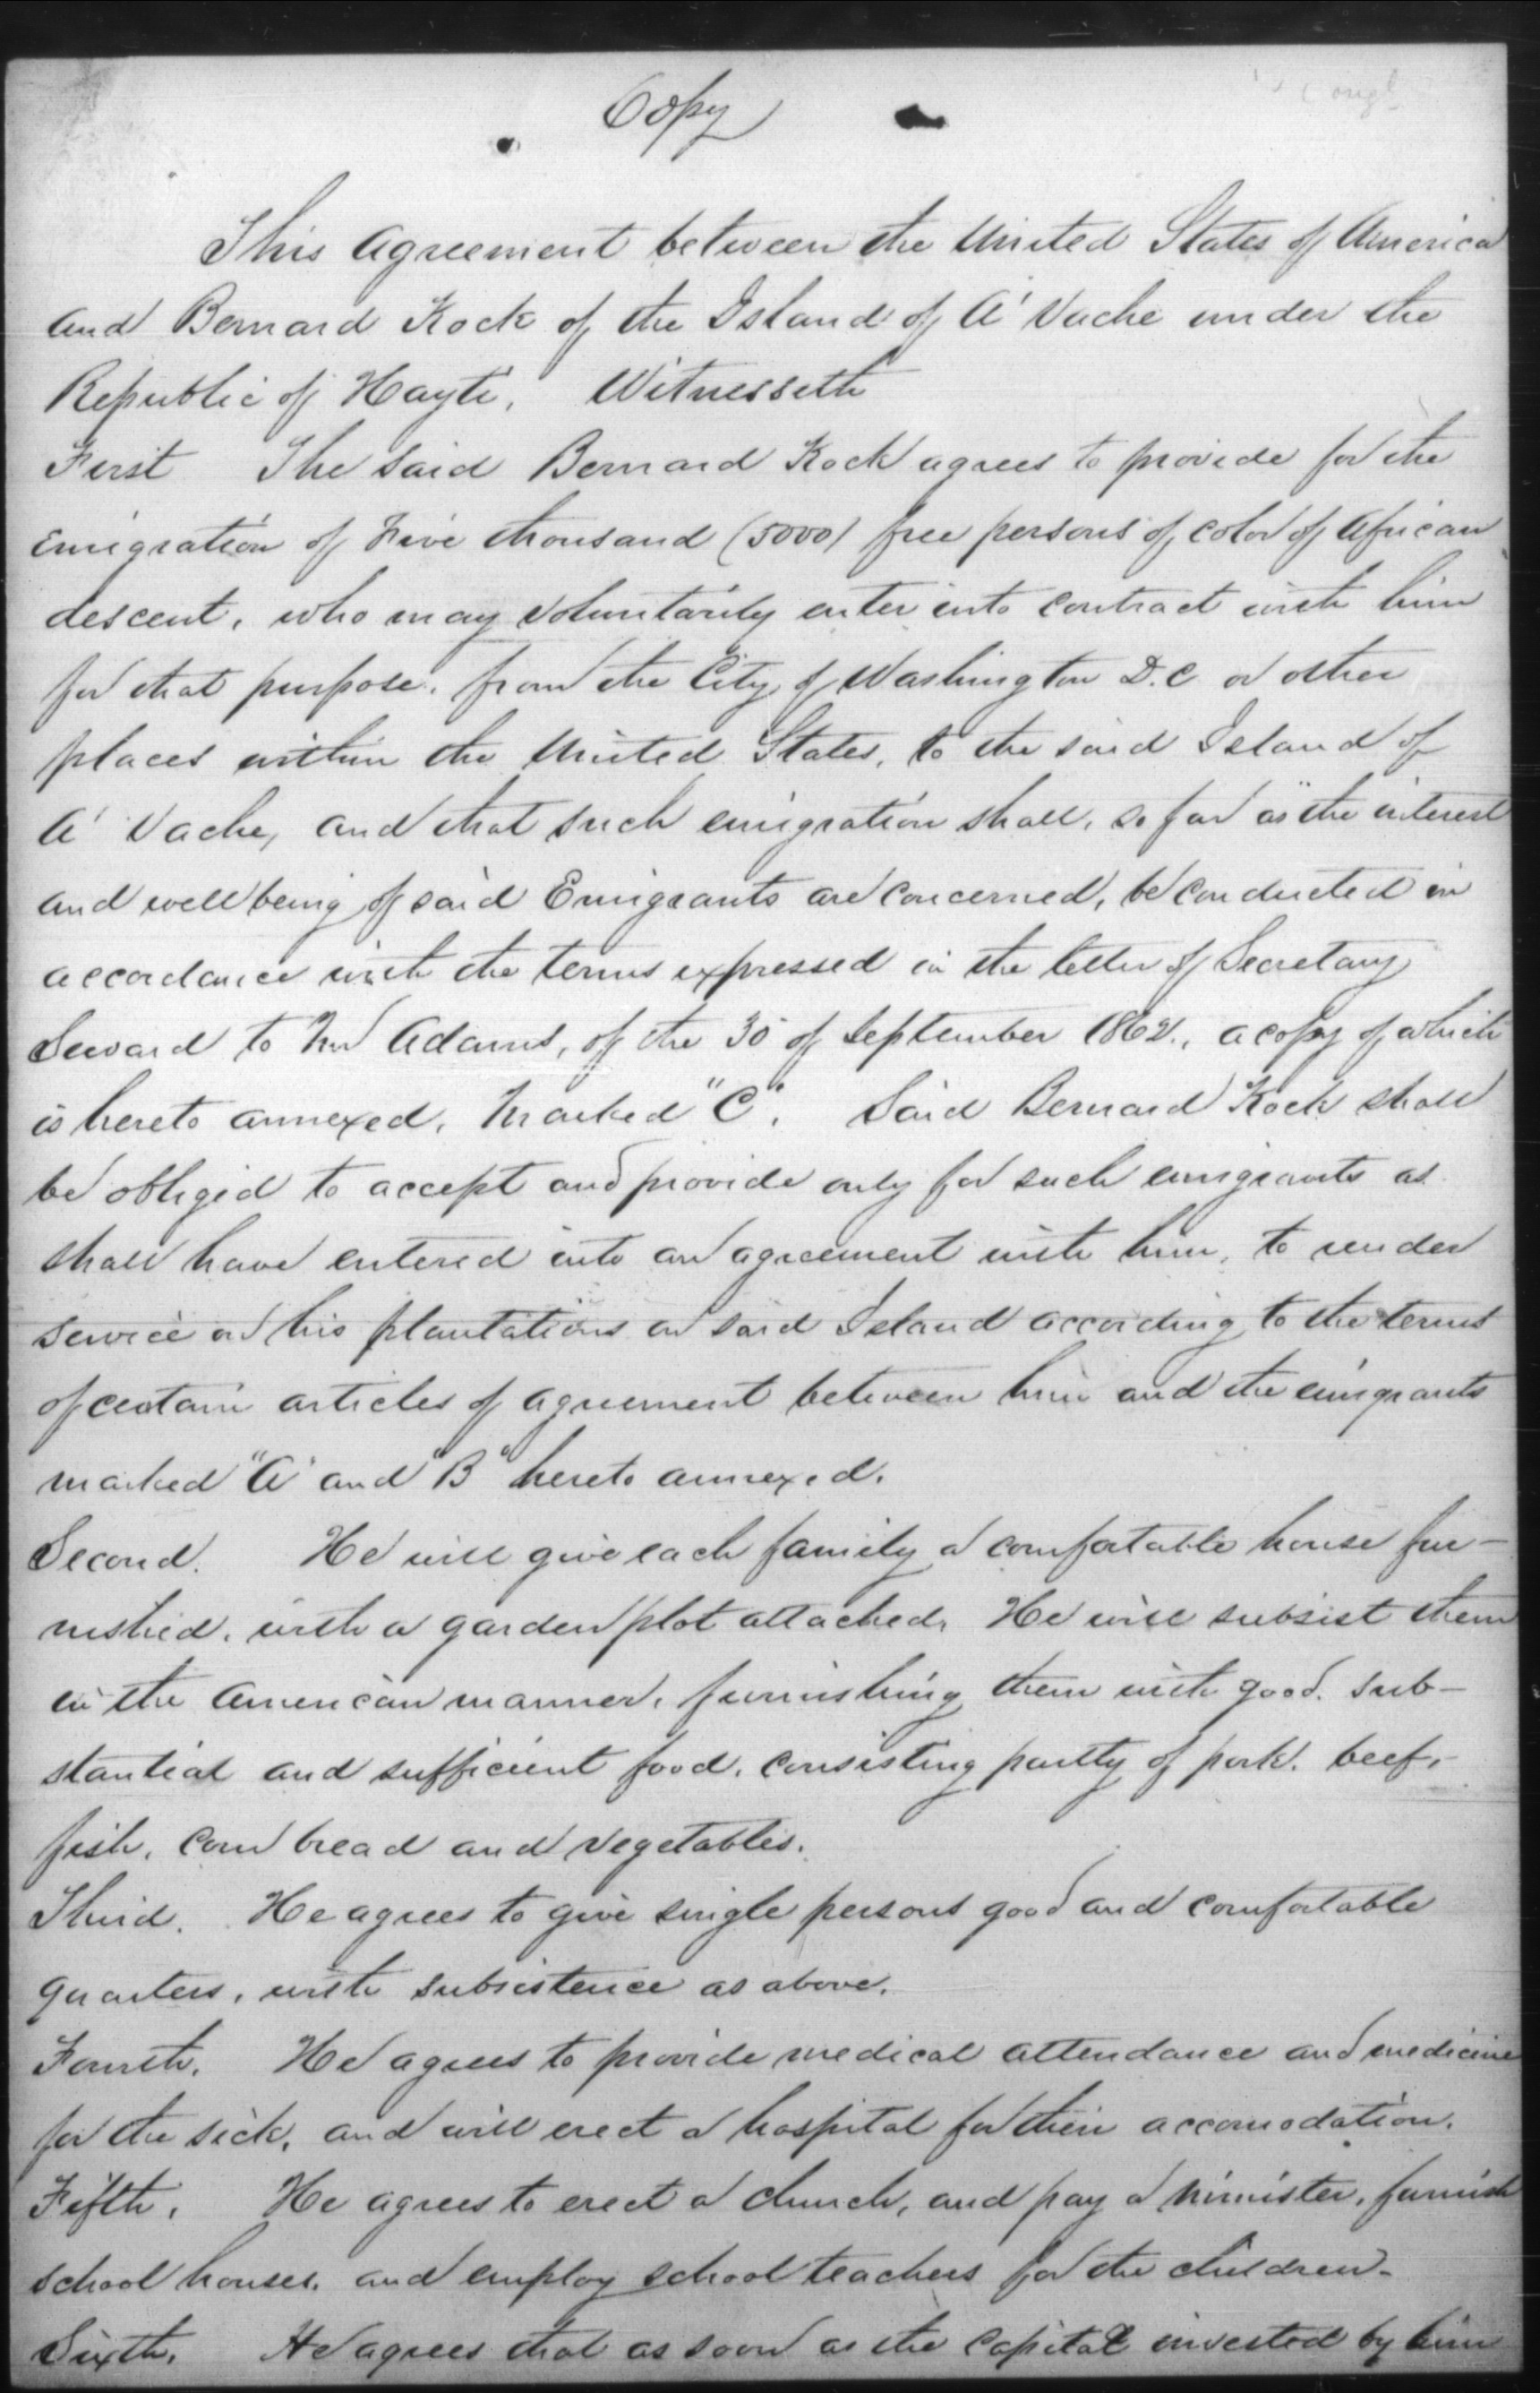 Copy
This Agreement between the United States of America
and Bernard Kock of the Island of A'Vache under the
Republic of Hayti, Witnesseth
First The said Bernard Kock agrees to provide for the
emigration of Five thousand (5000) free persons of color of African
descent, who may voluntarily enter into contract with him
for that purpose, from the City of Washington D.C or other
places within the United States, to the said Island of
A' Vache, and that such emigration shall, so far as the interest
and well being of said Emigrants are concerned, be conducted in
accordance with the terms expressed in the letter of Secretary
Seward to Mr Adams, of the 30 of September 1862., a copy of which
is hereto annexed, Marked "C". Said Bernard Kock shall
be obliged to accept and provide only for such emigrants as
shall have entered into an agreement with him, to render
service on his plantations on said Island according to the terms
of certain articles of agreement between him and the emigrants
marked "A" and "B" hereto annexed.
Second. He will give each family a comfortable house fur-
nished, with a garden plot attached, He will subsist them
in the American manner, furnishing them with good, sub-
stantial and sufficient food, consisting partly of pork, beef,
fish, corn bread and vegetables.
Third. He agrees to give single persons good and comfortable
quarters, with subsistence as above.
Fourth. He agrees to provide medical attendance and medicine
for the sick, and will erect a hospital for their accomodation.
Fifth. He agrees to erect a church, and pay a minister, furnish
school houses, and employ school teachers for the children.
Sixth. He agrees that as soon as the Capital invested by him